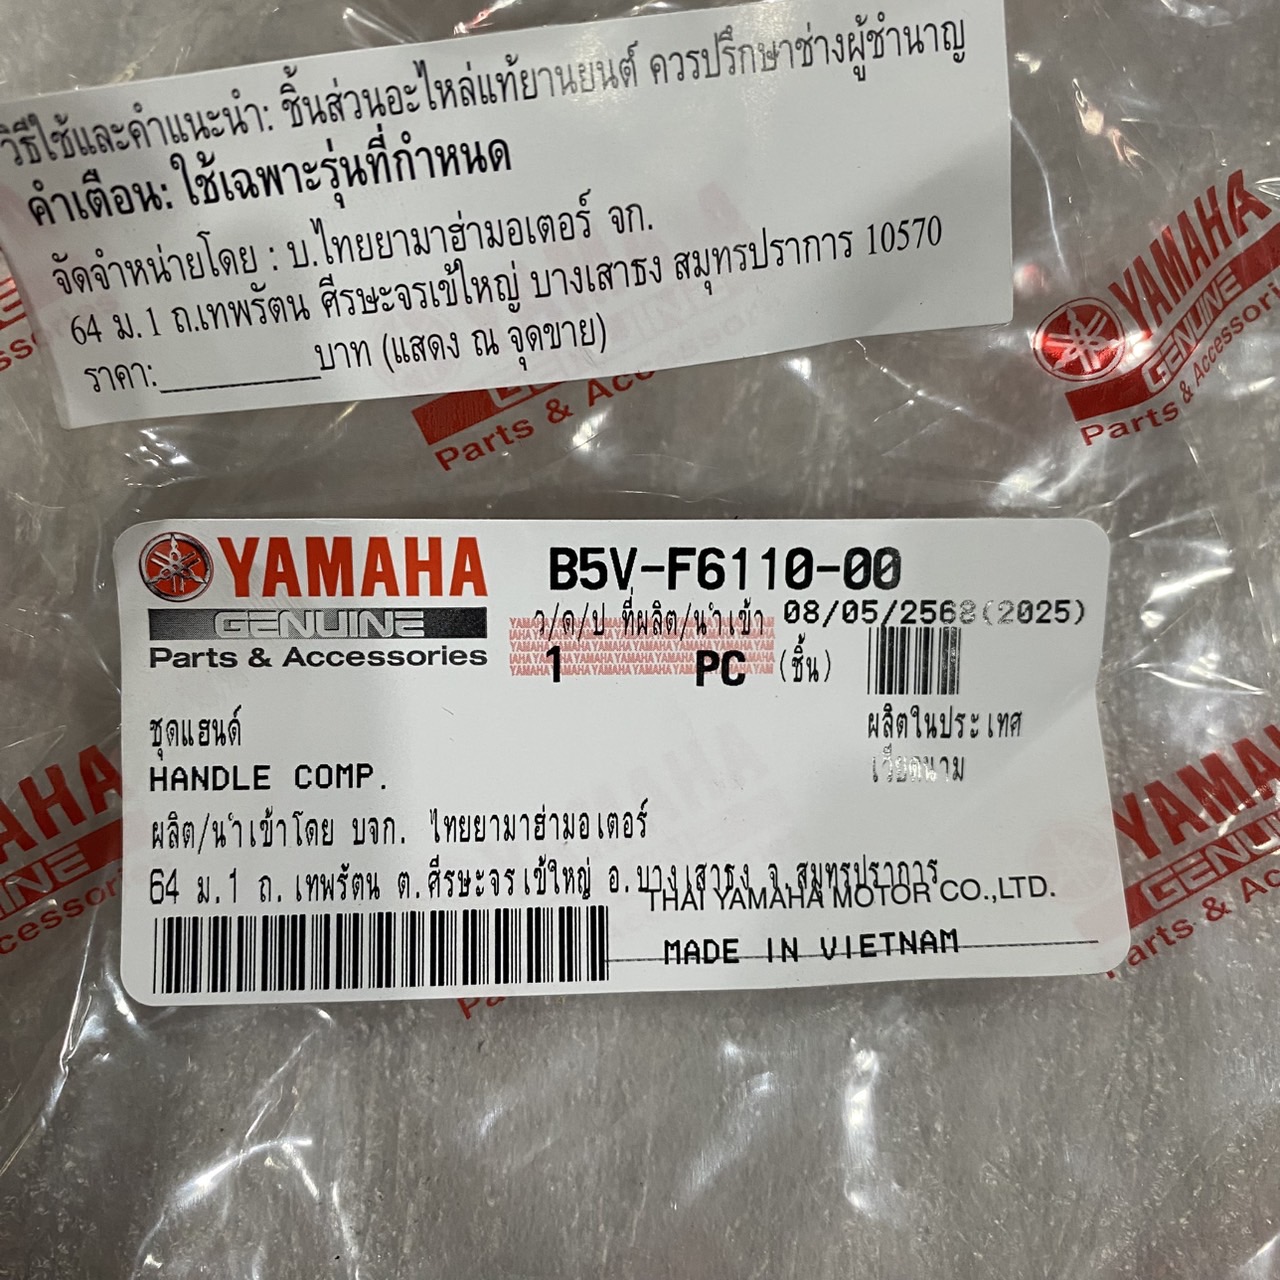 วิธีใช้และคำแนะนำ: ชิ้นส่วนอะไหล่แท้ยานยนต์ ควรปรึกษาช่างผู้ชำนาญ
คำเตือน: ใช้เฉพาะรุ่นที่กำหนด
จัดจำหน่ายโดย : บ.ไทยยามาฮ่ามอเตอร์ จก.
64 ม.1 ถ.เทพรัตน ศีรษะจรเข้ใหญ่ บางเสาธง สมุทรปราการ 10570
ราคา:__________บาท (แสดง ณ จุดขาย)
YAMAHA
GENUINE
Parts & Accessories
Parts & Acc
YAMAHA
GENUINE
Parts & Accessories
B5V-F6110-00
ว/ด/ป ที่ผลิต/นำเข้า 08/05/2568(2025)
1 PC (ชิ้น)
ชุดแฮนด์
HANDLE COMP.
ผลิตในประเทศ
เวียดนาม
ผลิต/นำเข้าโดย บจก. ไทยยามาฮ่ามอเตอร์
64 ม.1 ถ.เทพรัตน ต.ศีรษะจรเข้ใหญ่ อ.บางเสาธง จ.สมุทรปราการ
THAI YAMAHA MOTOR CO.,LTD.
MADE IN VIETNAM
YAMAHA
Parts & Ac